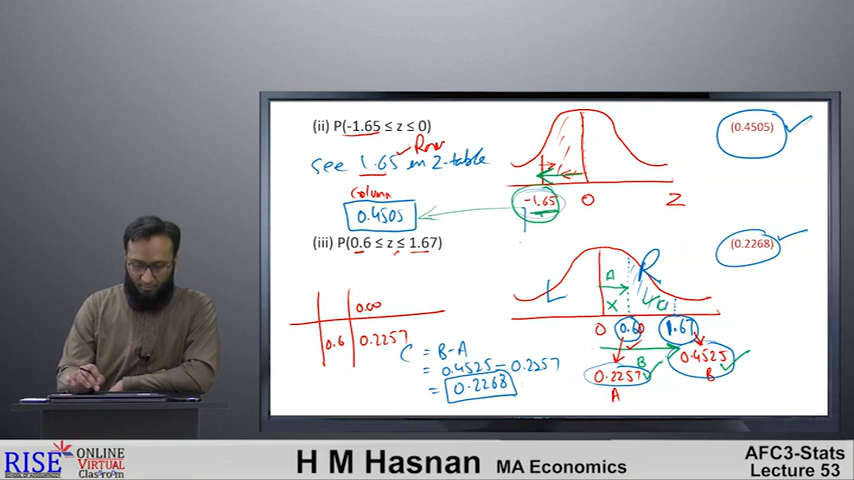 (ii) P(-1.65 ≤ z ≤ 0)
(0.4505)
Row
see 1.65 in Z-table
Column
0.4505
-1.65 0 Z
(iii) P(0.6 ≤ z ≤ 1.67)
(0.2268)
0.00
0.6 0.2257
C = B-A
= 0.4525 - 0.2257
= 0.2268
L A R
X
0 0.60 1.67
B
0.2257 0.4525
A B
RISE ONLINE
VIRTUAL
Classroom
SCHOOL OF ACCOUNTANCY
H M Hasnan MA Economics
AFC3-Stats
Lecture 53